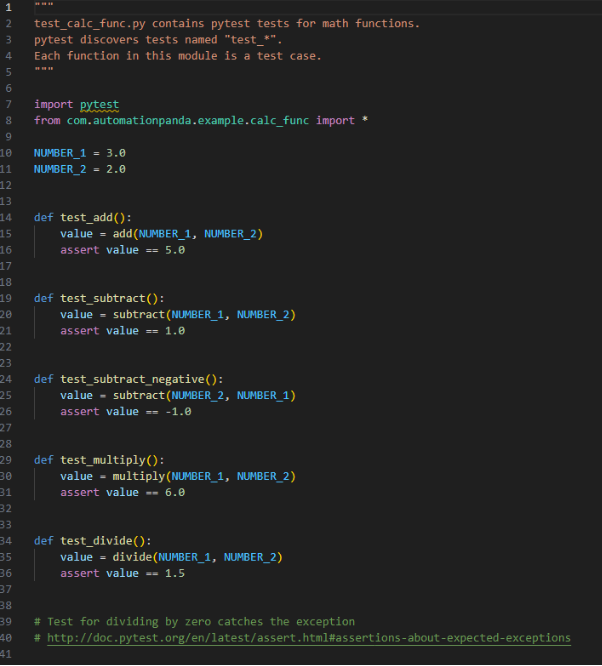 1 """
2 test_calc_func.py contains pytest tests for math functions.
3 pytest discovers tests named "test_*".
4 Each function in this module is a test case.
5 """
6
7 import pytest
8 from com.automationpanda.example.calc_func import *
9
10 NUMBER_1 = 3.0
11 NUMBER_2 = 2.0
12
13
14 def test_add():
15     value = add(NUMBER_1, NUMBER_2)
16     assert value == 5.0
17
18
19 def test_subtract():
20     value = subtract(NUMBER_1, NUMBER_2)
21     assert value == 1.0
22
23
24 def test_subtract_negative():
25     value = subtract(NUMBER_2, NUMBER_1)
26     assert value == -1.0
27
28
29 def test_multiply():
30     value = multiply(NUMBER_1, NUMBER_2)
31     assert value == 6.0
32
33
34 def test_divide():
35     value = divide(NUMBER_1, NUMBER_2)
36     assert value == 1.5
37
38
39 # Test for dividing by zero catches the exception
40 # http://doc.pytest.org/en/latest/assert.html#assertions-about-expected-exceptions
41